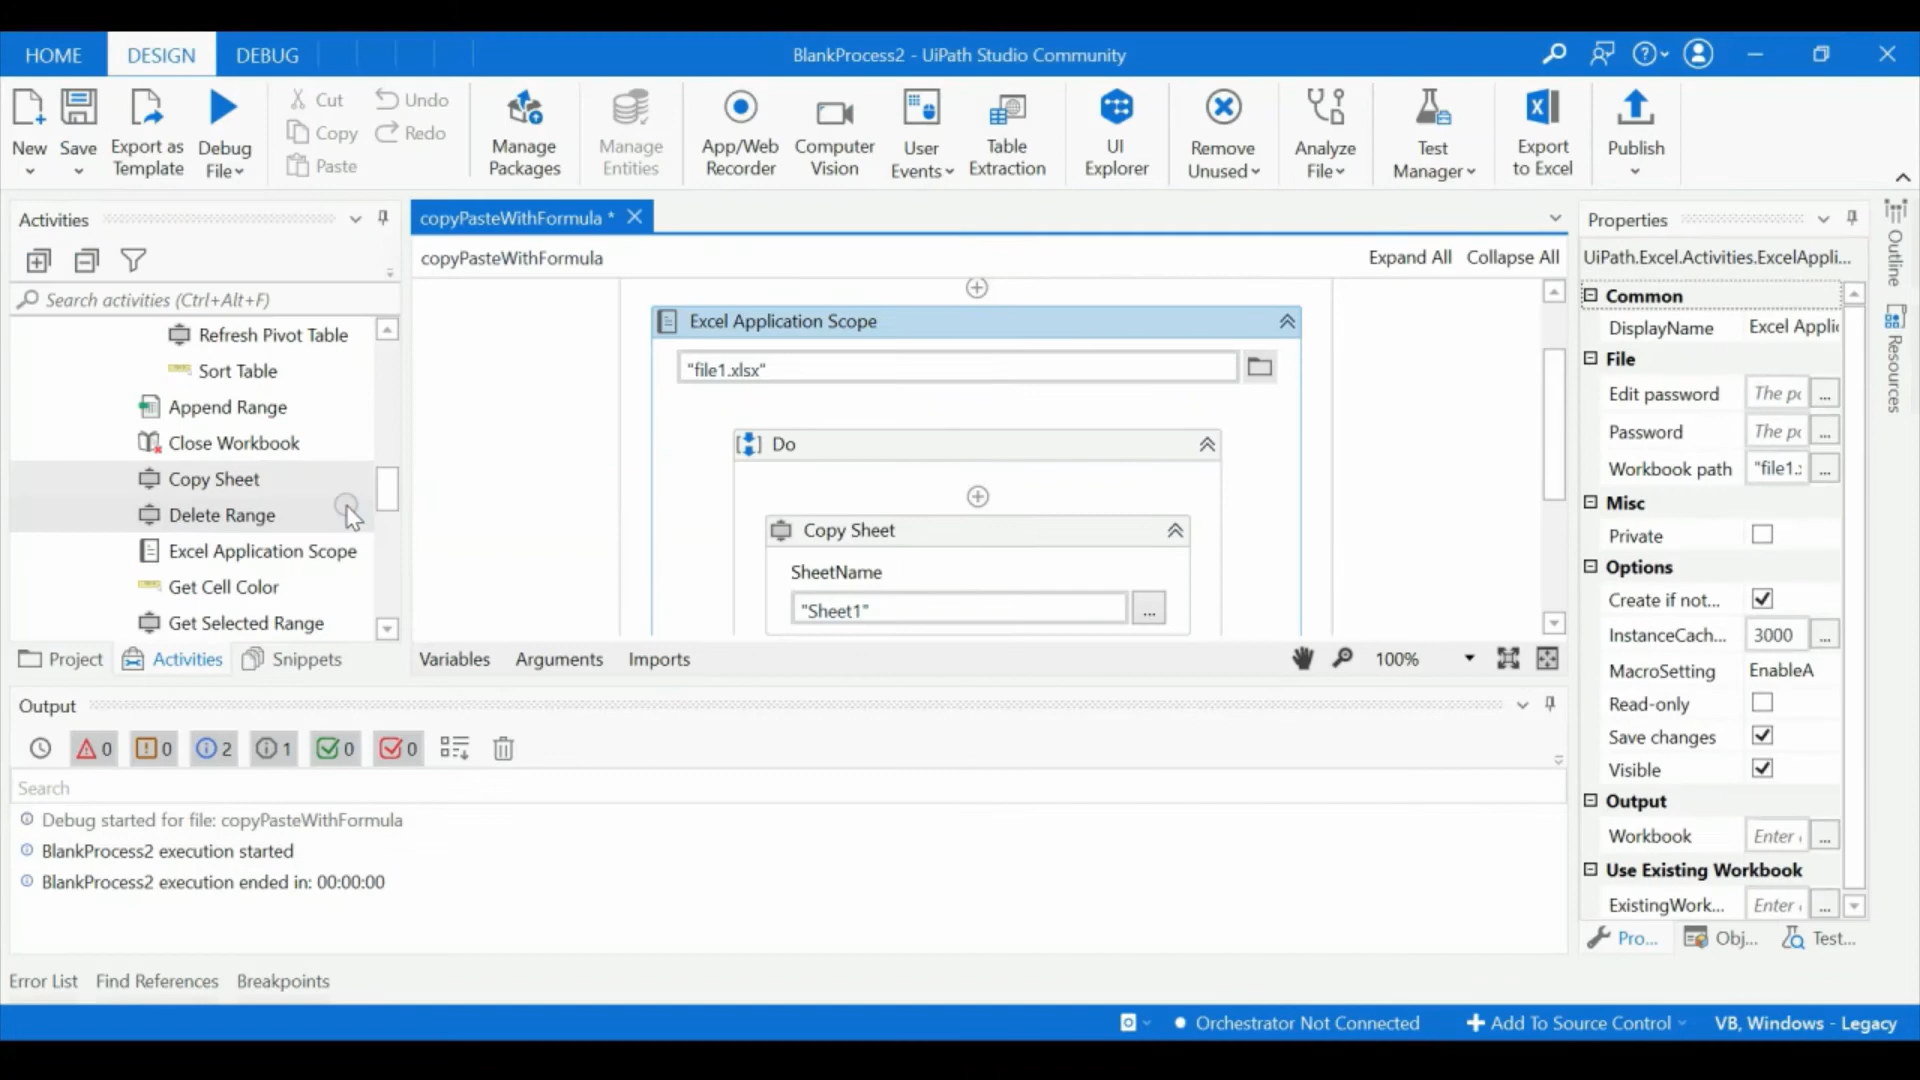 HOME DESIGN DEBUG BlankProcess2 - UiPath Studio Community
New Save Export as Template Debug File
Cut Copy Paste Undo Redo
Manage Packages Manage Entities App/Web Recorder Computer Vision User Events Table Extraction UI Explorer Remove Unused Analyze File Test Manager Export to Excel Publish
Activities
Search activities (Ctrl+Alt+F)
Refresh Pivot Table
Sort Table
Append Range
Close Workbook
Copy Sheet
Delete Range
Excel Application Scope
Get Cell Color
Get Selected Range
Project Activities Snippets
copyPasteWithFormula *
copyPasteWithFormula Expand All Collapse All
Excel Application Scope
"file1.xlsx"
Do
Copy Sheet
SheetName
"Sheet1" ...
Variables Arguments Imports 100%
Properties
UiPath.Excel.Activities.ExcelAppli...
Common
DisplayName Excel Applic
File
Edit password The po ...
Password The po ...
Workbook path "file1.: ...
Misc
Private
Options
Create if not...
InstanceCach... 3000 ...
MacroSetting EnableA
Read-only
Save changes
Visible
Output
Workbook Enter ...
Use Existing Workbook
ExistingWork... Enter ...
Pro... Obj... Test...
Outline
Resources
Output
0 0 2 1 0 0
Search
Debug started for file: copyPasteWithFormula
BlankProcess2 execution started
BlankProcess2 execution ended in: 00:00:00
Error List Find References Breakpoints
Orchestrator Not Connected Add To Source Control VB, Windows - Legacy